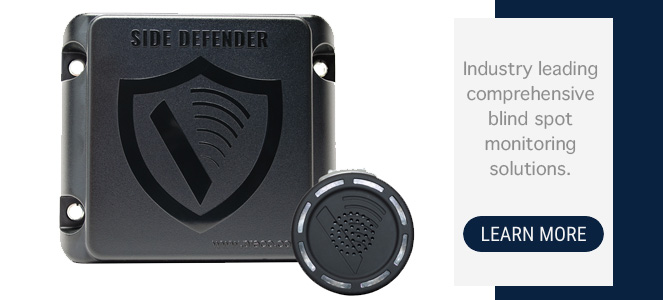 SIDE DEFENDER
Industry leading
comprehensive
blind spot
monitoring
solutions.
LEARN MORE